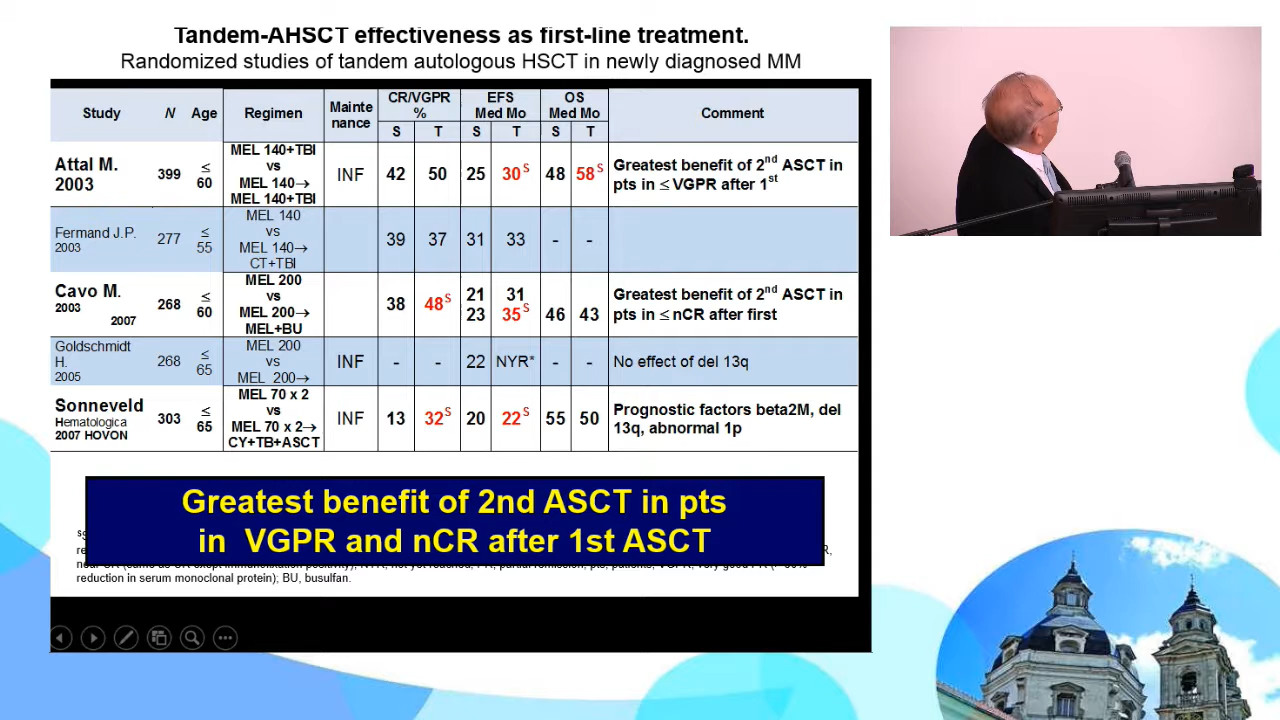 Tandem-AHSCT effectiveness as first-line treatment.
Randomized studies of tandem autologous HSCT in newly diagnosed MM
Study N Age Regimen Mainte nance CR/VGPR % EFS Med Mo OS Med Mo Comment
S T S T S T
Attal M. 2003 399 ≤ 60 MEL 140+TBI vs MEL 140→ MEL 140+TBI INF 42 50 25 30S 48 58S Greatest benefit of 2nd ASCT in pts in ≤ VGPR after 1st
Fermand J.P. 2003 277 ≤ 55 MEL 140 vs MEL 140→ CT+TBI 39 37 31 33 - -
Cavo M. 2003 2007 268 ≤ 60 MEL 200 vs MEL 200→ MEL+BU 38 48S 21 23 31 35S 46 43 Greatest benefit of 2nd ASCT in pts in ≤ nCR after first
Goldschmidt H. 2005 268 ≤ 65 MEL 200 vs MEL 200→ INF - - 22 NYR* - - No effect of del 13q
Sonneveld Hematologica 2007 HOVON 303 ≤ 65 MEL 70 x 2 vs MEL 70 x 2→ CY+TB+ASCT INF 13 32S 20 22S 55 50 Prognostic factors beta2M, del 13q, abnormal 1p
Greatest benefit of 2nd ASCT in pts
in VGPR and nCR after 1st ASCT
reduction in serum monoclonal protein); BU, busulfan.